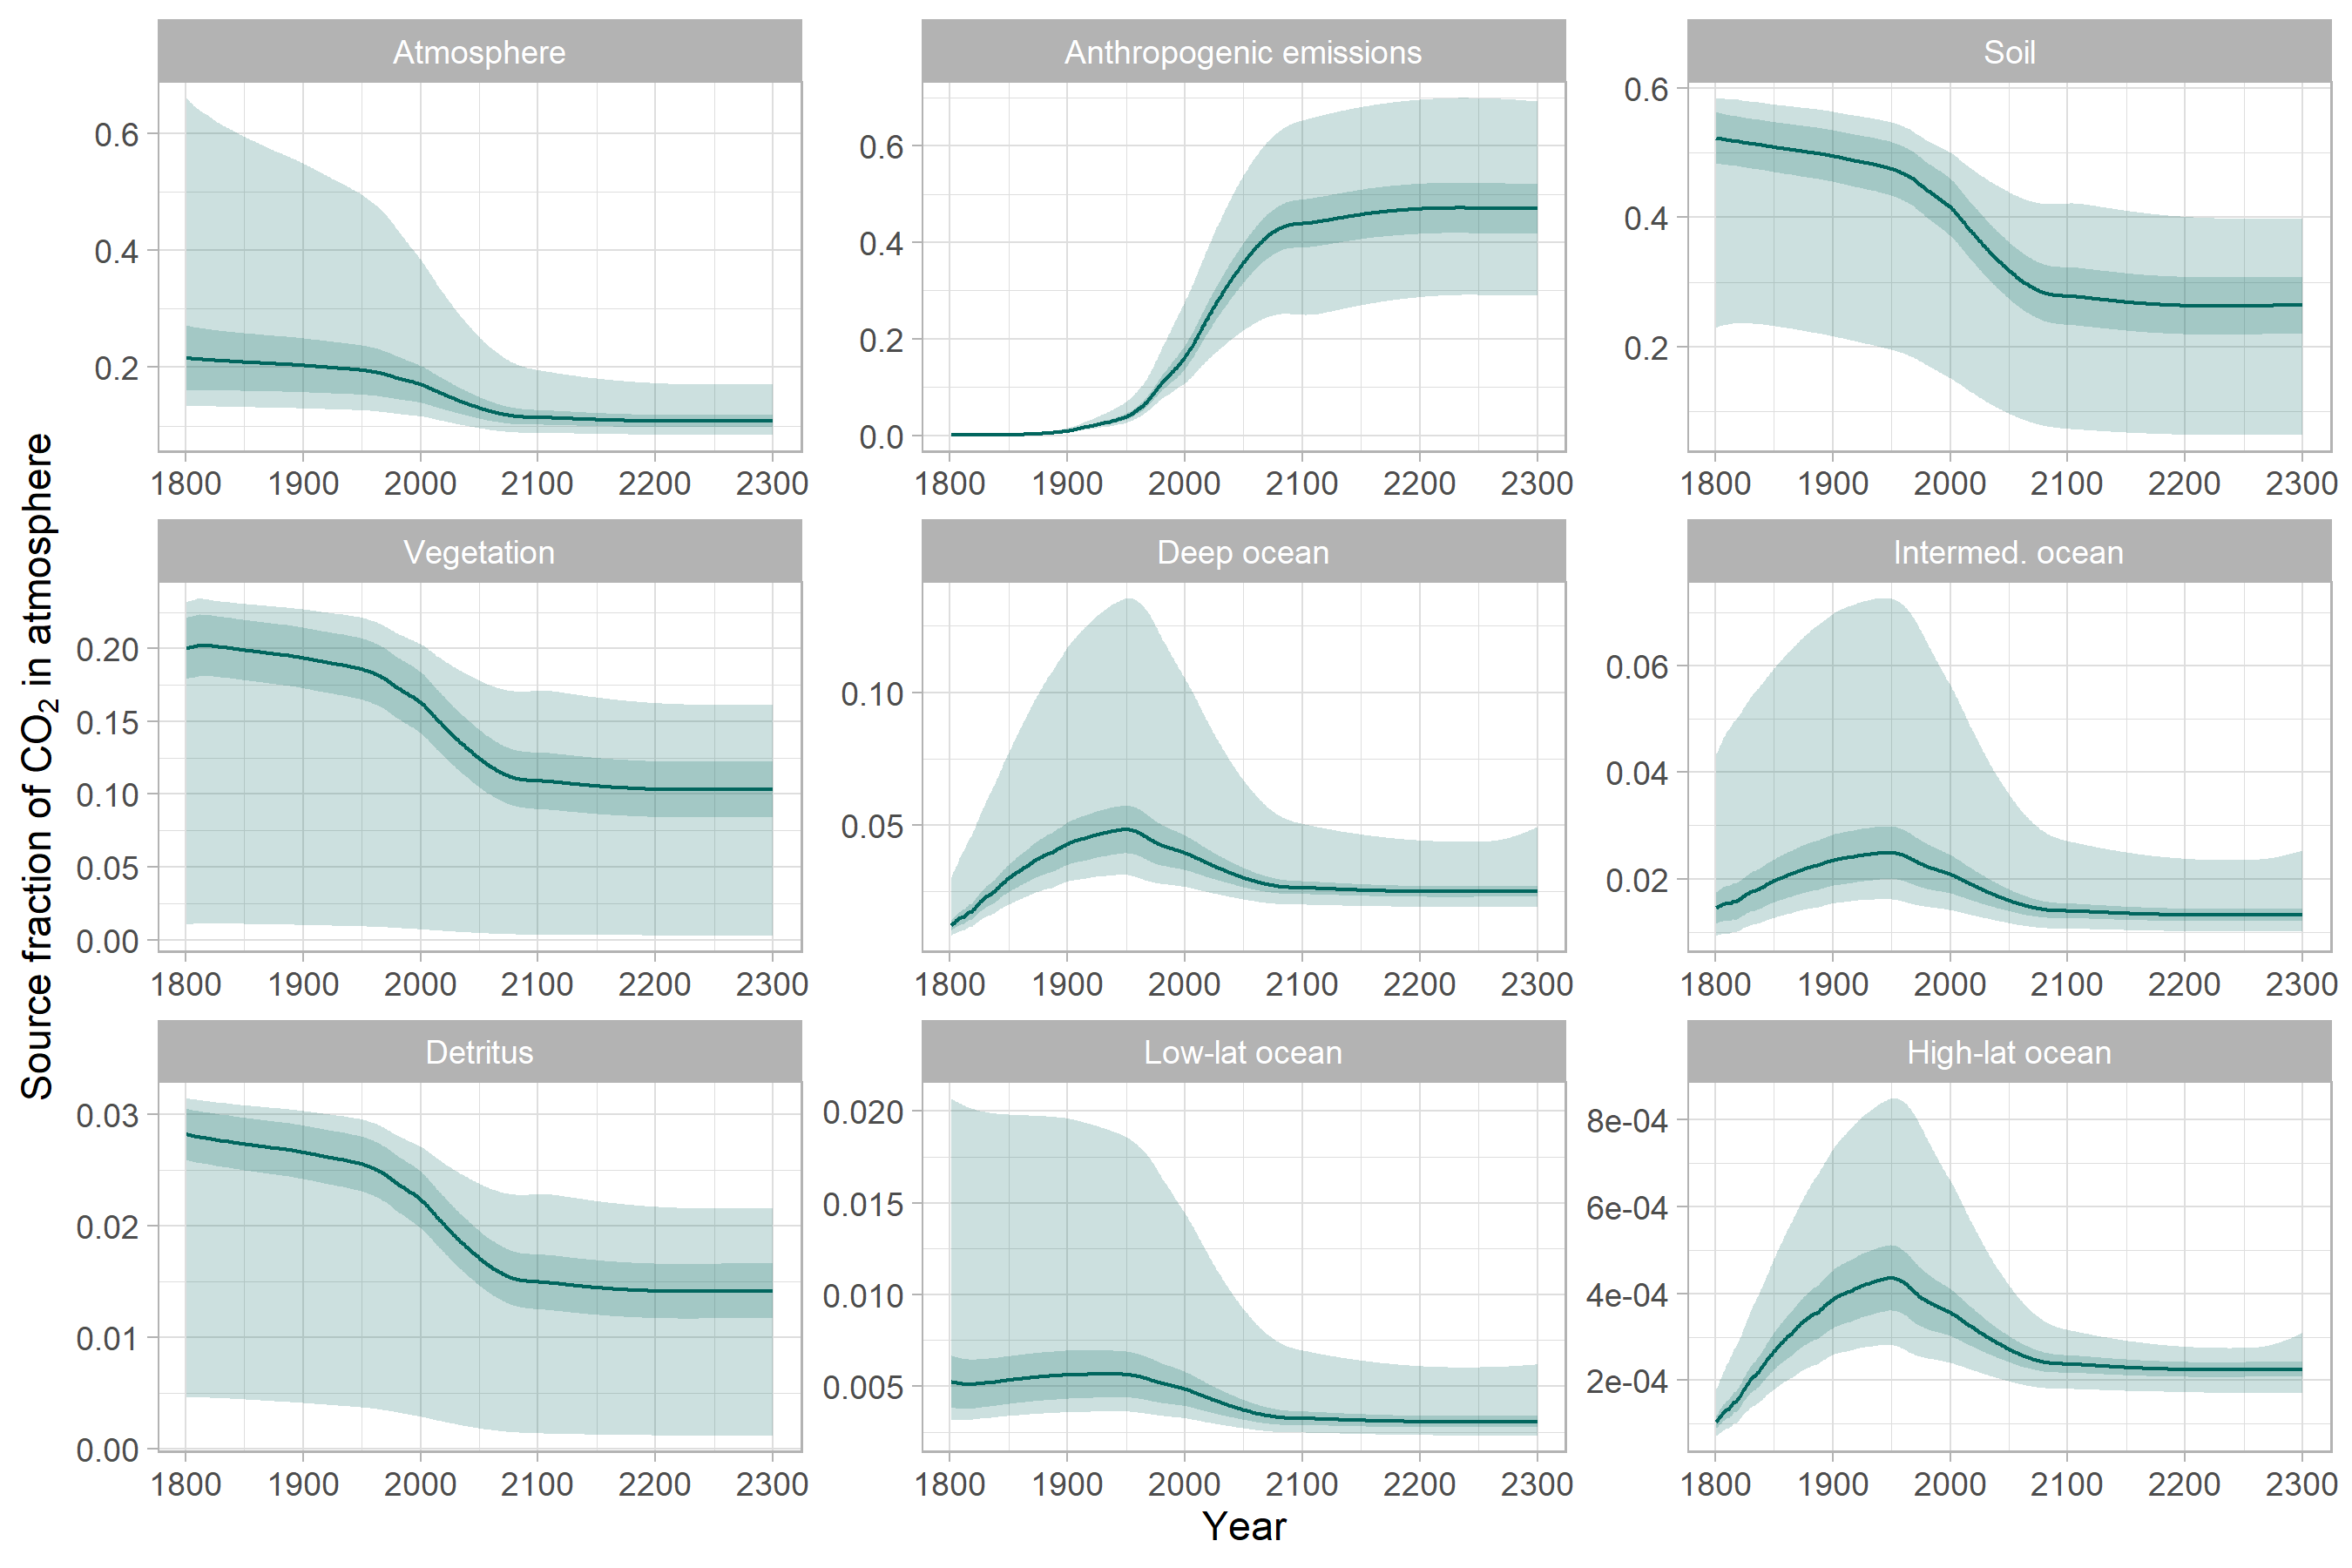 Source fraction of CO₂ in atmosphere
Atmosphere
0.6
0.4
0.2
1800 1900 2000 2100 2200 2300
Anthropogenic emissions
0.6
0.4
0.2
0.0
1800 1900 2000 2100 2200 2300
Soil
0.6
0.4
0.2
1800 1900 2000 2100 2200 2300
Vegetation
0.20
0.15
0.10
0.05
0.00
1800 1900 2000 2100 2200 2300
Deep ocean
0.10
0.05
1800 1900 2000 2100 2200 2300
Intermed. ocean
0.06
0.04
0.02
1800 1900 2000 2100 2200 2300
Detritus
0.03
0.02
0.01
0.00
1800 1900 2000 2100 2200 2300
Low-lat ocean
0.020
0.015
0.010
0.005
1800 1900 2000 2100 2200 2300
High-lat ocean
8e-04
6e-04
4e-04
2e-04
1800 1900 2000 2100 2200 2300
Year